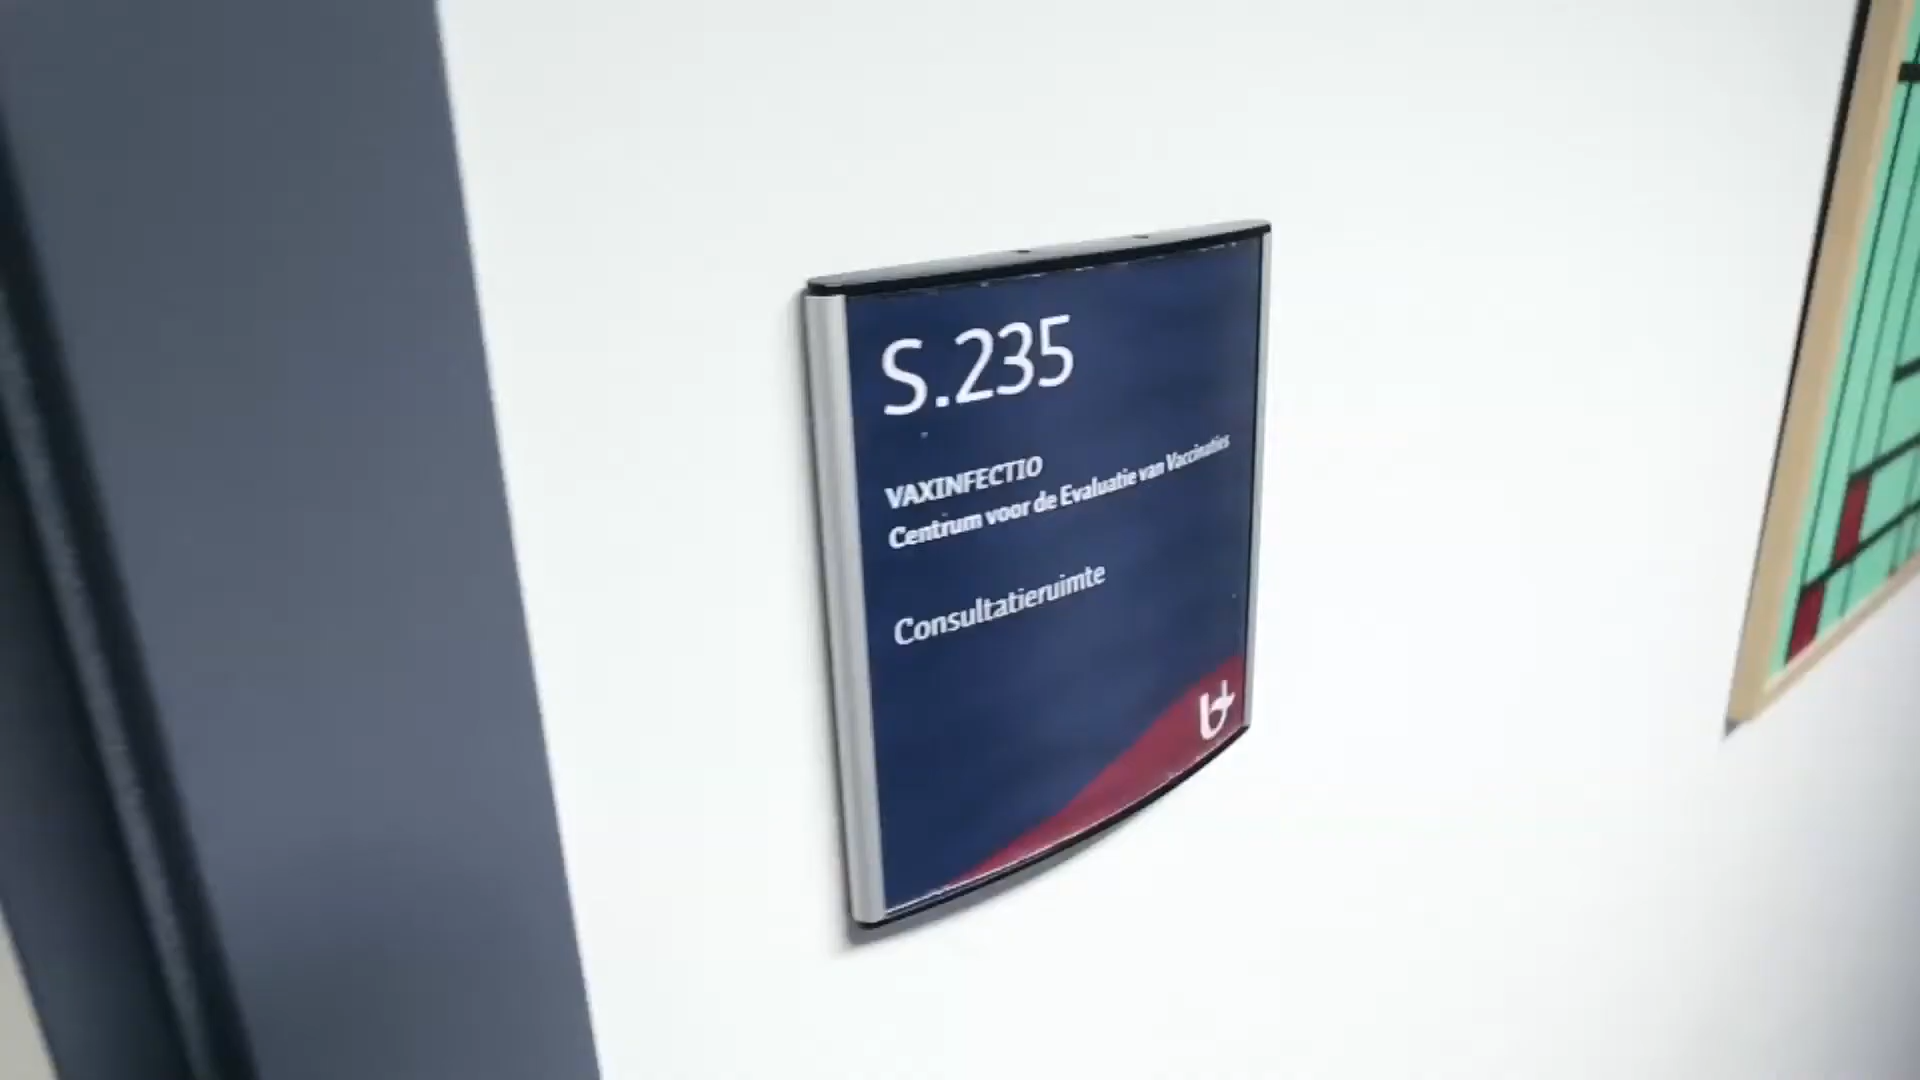 S.235
VAXINFECTIO
Centrum voor de Evaluatie van Vaccinaties
Consultatieruimte